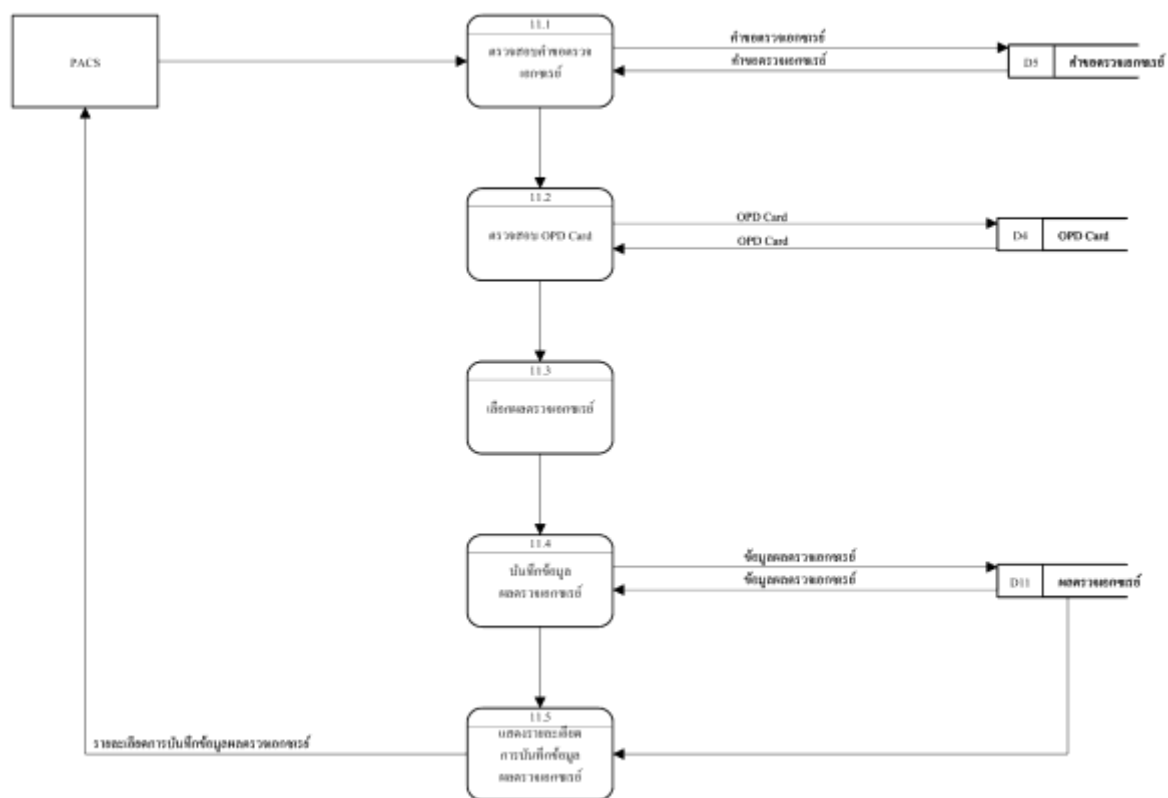 PACS
11.1
ตรวจสอบคำขอตรวจ
เอกซเรย์
คำขอตรวจเอกซเรย์
คำขอตรวจเอกซเรย์
D5 คำขอตรวจเอกซเรย์
11.2
ตรวจสอบ OPD Card
OPD Card
OPD Card
D4 OPD Card
11.3
เลือกผลตรวจเอกซเรย์
11.4
บันทึกข้อมูล
ผลตรวจเอกซเรย์
ข้อมูลผลตรวจเอกซเรย์
ข้อมูลผลตรวจเอกซเรย์
D11 ผลตรวจเอกซเรย์
11.5
แสดงรายละเอียด
การบันทึกข้อมูล
ผลตรวจเอกซเรย์
รายละเอียดการบันทึกข้อมูลผลตรวจเอกซเรย์